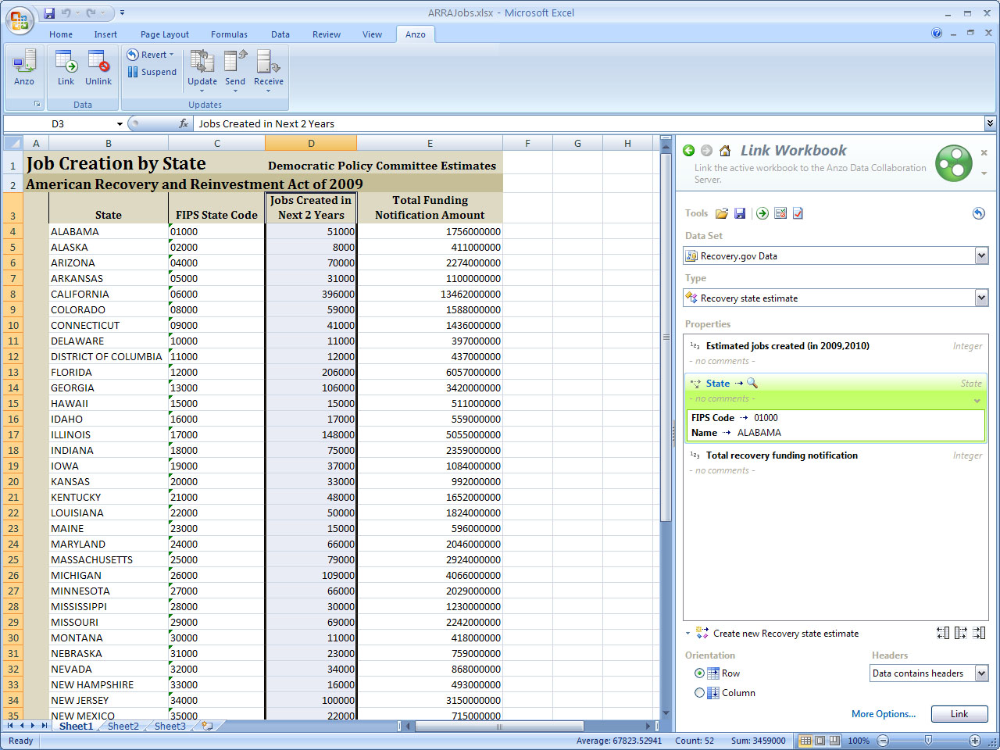 ARRAJobs.xlsx - Microsoft Excel
Home Insert Page Layout Formulas Data Review View Anzo
Anzo Link Unlink Revert Suspend Update Send Receive
Data Updates
D3 fx Jobs Created in Next 2 Years
A B C D E F G H
1 Job Creation by State Democratic Policy Committee Estimates
2 American Recovery and Reinvestment Act of 2009
3 State FIPS State Code Jobs Created in Next 2 Years Total Funding Notification Amount
4 ALABAMA 01000 51000 1756000000
5 ALASKA 02000 8000 411000000
6 ARIZONA 04000 70000 2274000000
7 ARKANSAS 05000 31000 1100000000
8 CALIFORNIA 06000 396000 13462000000
9 COLORADO 08000 59000 1588000000
10 CONNECTICUT 09000 41000 1436000000
11 DELAWARE 10000 11000 397000000
12 DISTRICT OF COLUMBIA 11000 12000 437000000
13 FLORIDA 12000 206000 6057000000
14 GEORGIA 13000 106000 3420000000
15 HAWAII 15000 15000 511000000
16 IDAHO 16000 17000 559000000
17 ILLINOIS 17000 148000 5055000000
18 INDIANA 18000 75000 2359000000
19 IOWA 19000 37000 1084000000
20 KANSAS 20000 33000 992000000
21 KENTUCKY 21000 48000 1652000000
22 LOUISIANA 22000 50000 1824000000
23 MAINE 23000 15000 596000000
24 MARYLAND 24000 66000 2046000000
25 MASSACHUSETTS 25000 79000 2924000000
26 MICHIGAN 26000 109000 4066000000
27 MINNESOTA 27000 66000 2029000000
28 MISSISSIPPI 28000 30000 1230000000
29 MISSOURI 29000 69000 2242000000
30 MONTANA 30000 11000 418000000
31 NEBRASKA 31000 23000 759000000
32 NEVADA 32000 34000 868000000
33 NEW HAMPSHIRE 33000 16000 493000000
34 NEW JERSEY 34000 100000 3150000000
35 NEW MEXICO 35000 22000 715000000
Sheet1 Sheet2 Sheet3
Link Workbook
Link the active workbook to the Anzo Data Collaboration
Server.
Tools
Data Set
Recovery.gov Data
Type
Recovery state estimate
Properties
123 Estimated jobs created (in 2009,2010) Integer
- no comments -
State State
- no comments -
FIPS Code 01000
Name ALABAMA
123 Total recovery funding notification Integer
- no comments -
Create new Recovery state estimate
Orientation Headers
Row Data contains headers
Column
More Options... Link
Ready Average: 67823.52941 Count: 52 Sum: 3459000 100%